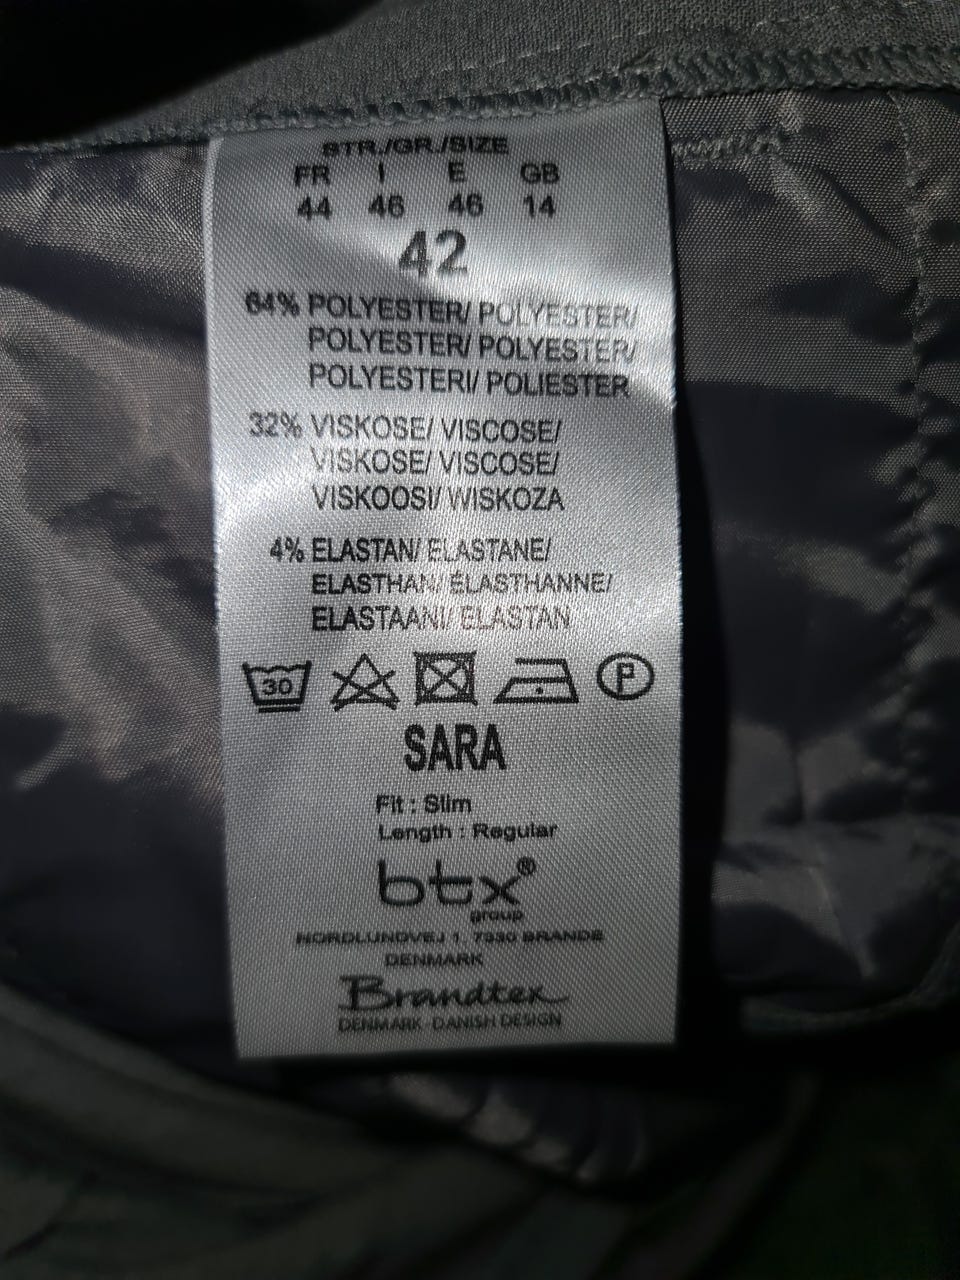 STR./GR./SIZE
FR I E GB
44 46 46 14
42
64% POLYESTER/ POLYESTER/
POLYESTER/ POLYESTER/
POLYESTERI/ POLIESTER
32% VISKOSE/ VISCOSE/
VISKOSE/ VISCOSE/
VISKOOSI/ WISKOZA
4% ELASTAN/ ELASTANE/
ELASTHAN/ ÉLASTHANNE/
ELASTAANI/ ELASTAN
30 P
SARA
Fit : Slim
Length : Regular
btx®
group
NORDLUNDVEJ 1, 7330 BRANDE
DENMARK
Brandtex
DENMARK - DANISH DESIGN